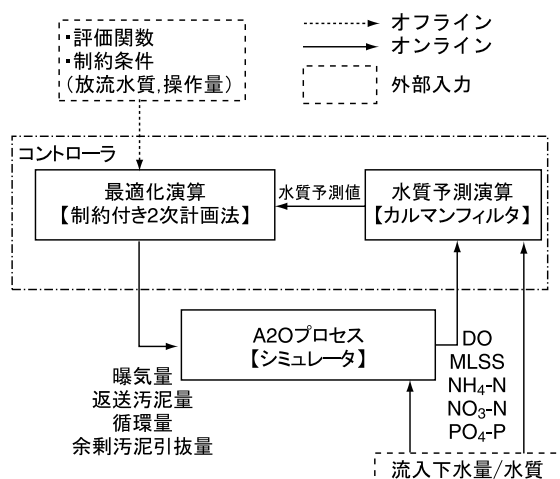 ・評価関数
・制約条件
(放流水質,操作量)
オフライン
オンライン
外部入力
コントローラ
最適化演算
【制約付き2次計画法】
水質予測値
水質予測演算
【カルマンフィルタ】
A2Oプロセス
【シミュレータ】
曝気量
返送汚泥量
循環量
余剰汚泥引抜量
DO
MLSS
NH₄-N
NO₃-N
PO₄-P
流入下水量/水質